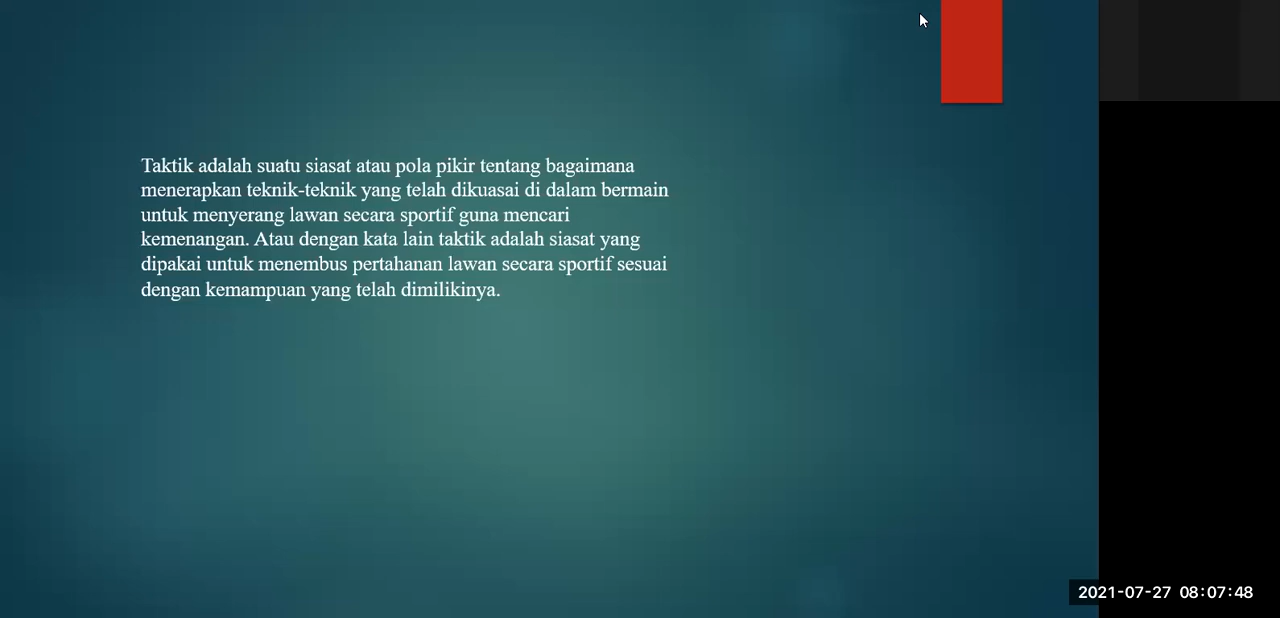 Taktik adalah suatu siasat atau pola pikir tentang bagaimana
menerapkan teknik-teknik yang telah dikuasai di dalam bermain
untuk menyerang lawan secara sportif guna mencari
kemenangan. Atau dengan kata lain taktik adalah siasat yang
dipakai untuk menembus pertahanan lawan secara sportif sesuai
dengan kemampuan yang telah dimilikinya.
2021-07-27 08:07:48